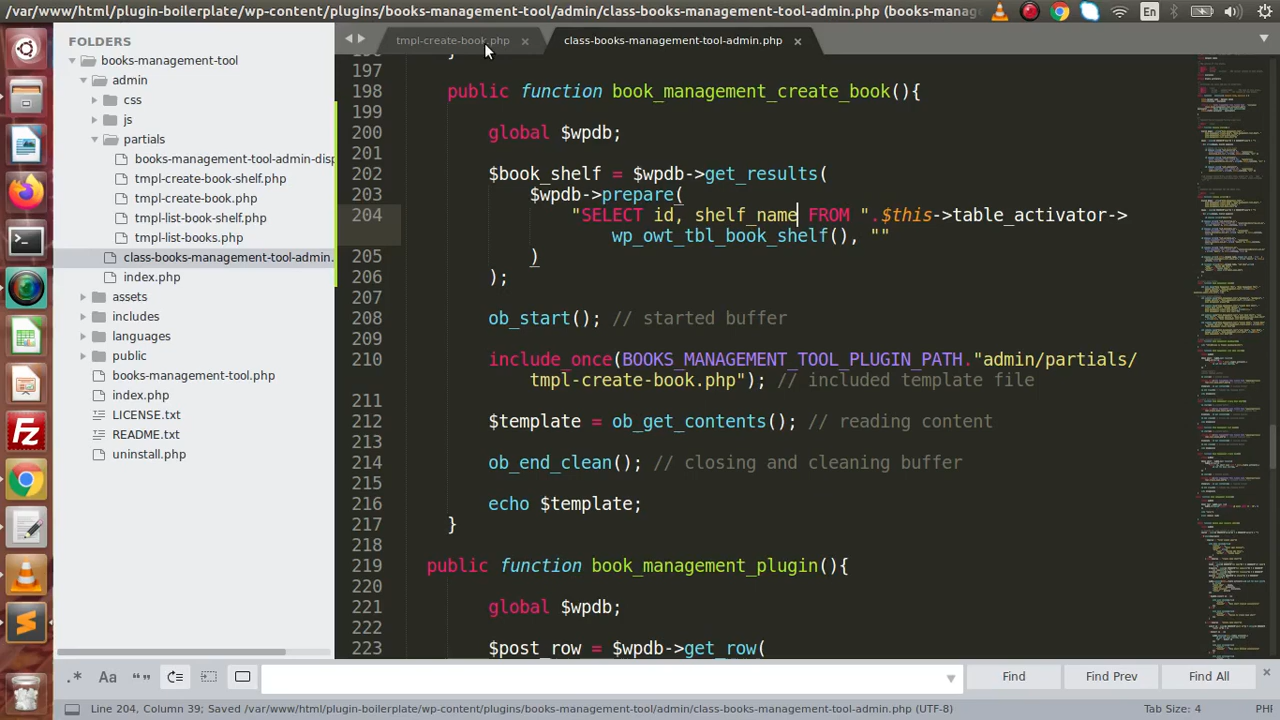 /var/www/html/plugin-boilerplate/wp-content/plugins/books-management-tool/admin/class-books-management-tool-admin.php (books-manag
En
FOLDERS
books-management-tool
admin
css
js
partials
books-management-tool-admin-disp
tmpl-create-book-shelf.php
tmpl-create-book.php
tmpl-list-book-shelf.php
tmpl-list-books.php
class-books-management-tool-admin.
index.php
assets
includes
languages
public
books-management-tool.php
index.php
LICENSE.txt
README.txt
uninstall.php
tmpl-create-book.php ×
class-books-management-tool-admin.php ×
197
198 public function book_management_create_book(){
199
200 global $wpdb;
201
202 $book_shelf = $wpdb->get_results(
203 $wpdb->prepare(
204 "SELECT id, shelf_name FROM ".$this->table_activator->
wp_owt_tbl_book_shelf(), ""
205 )
206 );
207
208 ob_start(); // started buffer
209
210 include_once(BOOKS_MANAGEMENT_TOOL_PLUGIN_PATH."admin/partials/
tmpl-create-book.php"); // included template file
211
212 $template = ob_get_contents(); // reading content
213
214 ob_end_clean(); // closing and cleaning buffer
215
216 echo $template;
217 }
218
219 public function book_management_plugin(){
220
221 global $wpdb;
222
223 $post_row = $wpdb->get_row(
.* Aa “” Find Find Prev Find All
Line 204, Column 39; Saved /var/www/html/plugin-boilerplate/wp-content/plugins/books-management-tool/admin/class-books-management-tool-admin.php (UTF-8) Tab Size: 4 PHF